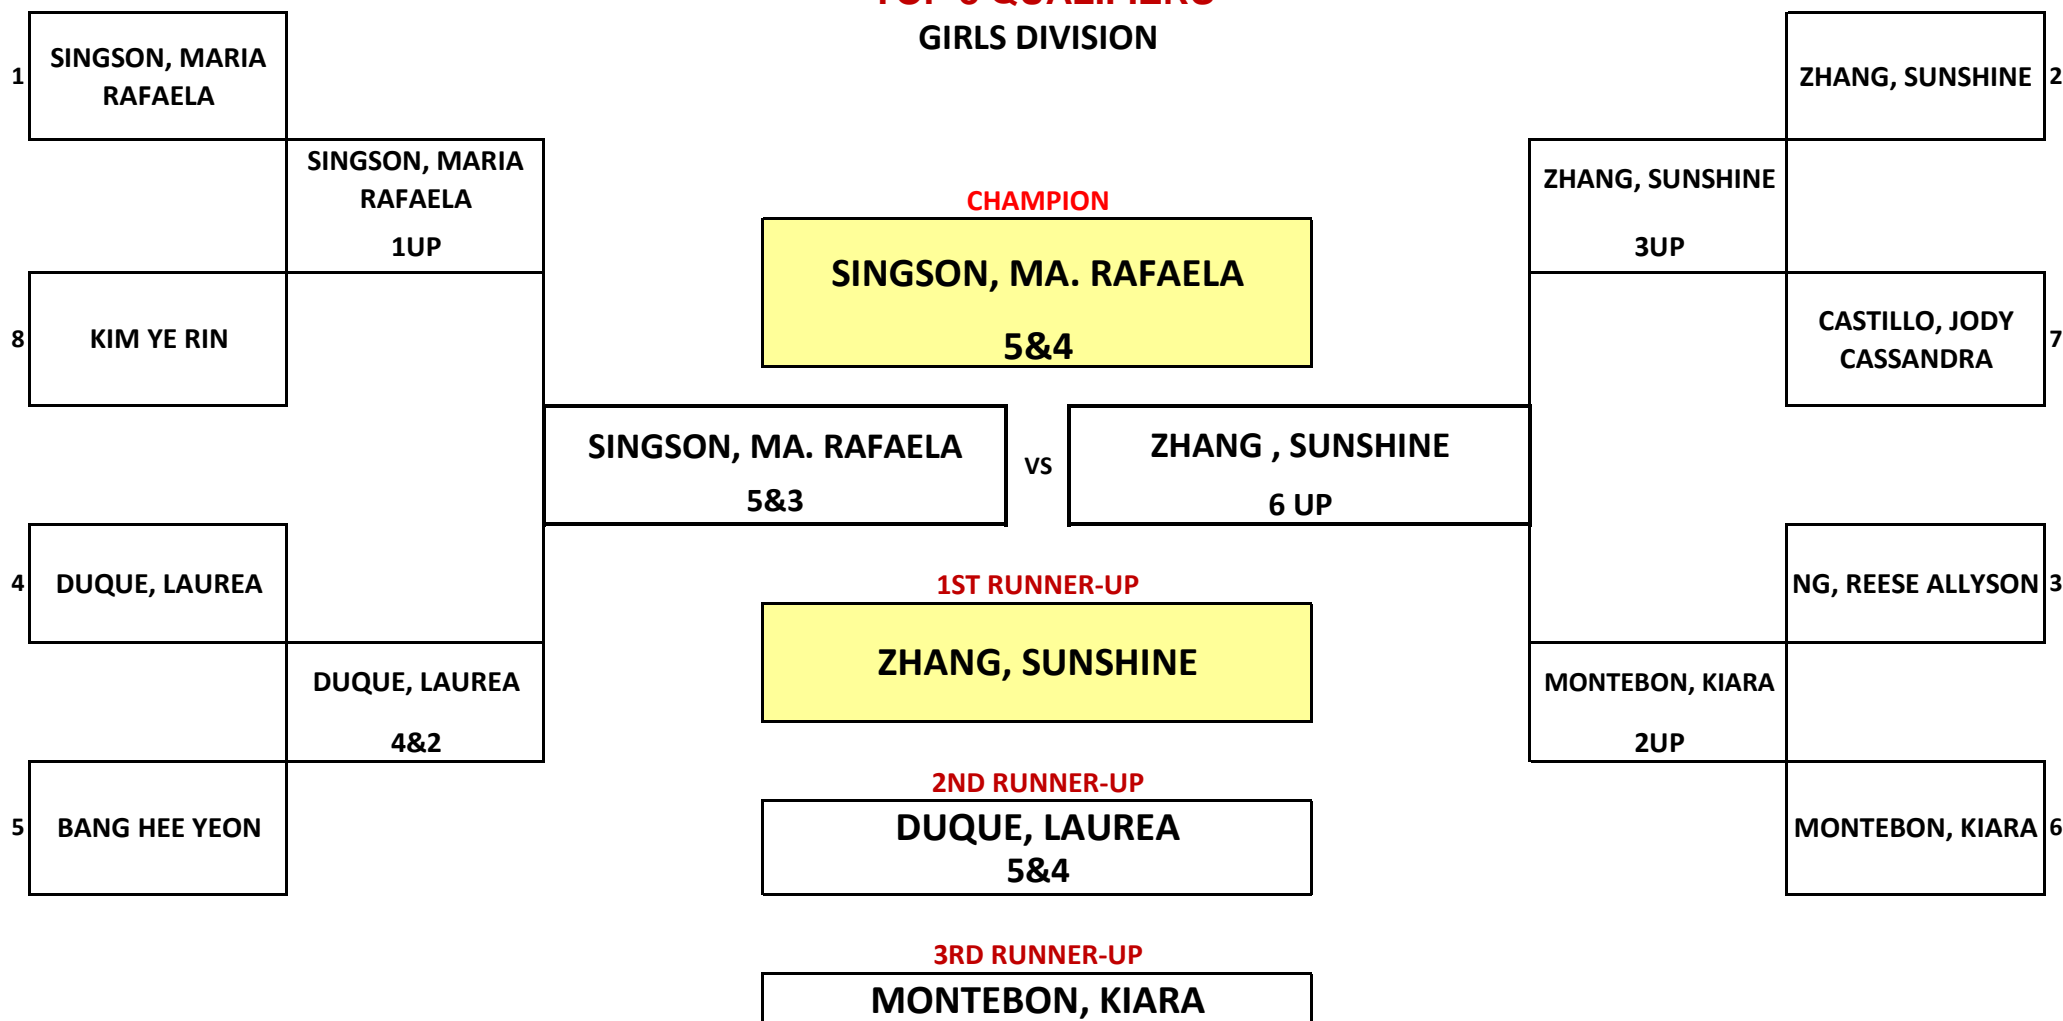 GIRLS DIVISION
1
SINGSON, MARIA
RAFAELA
ZHANG, SUNSHINE
2
SINGSON, MARIA
RAFAELA
1UP
ZHANG, SUNSHINE
3UP
CHAMPION
SINGSON, MA. RAFAELA
5&4
8
KIM YE RIN
CASTILLO, JODY
CASSANDRA
7
SINGSON, MA. RAFAELA
5&3
VS
ZHANG , SUNSHINE
6 UP
4
DUQUE, LAUREA
1ST RUNNER-UP
NG, REESE ALLYSON
3
ZHANG, SUNSHINE
DUQUE, LAUREA
4&2
MONTEBON, KIARA
2UP
2ND RUNNER-UP
5
BANG HEE YEON
DUQUE, LAUREA
5&4
MONTEBON, KIARA
6
3RD RUNNER-UP
MONTEBON, KIARA